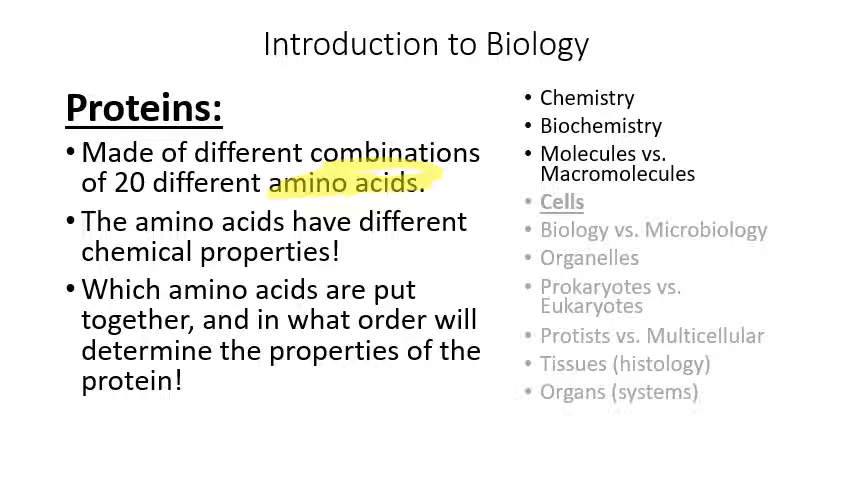 Introduction to Biology
Proteins:
• Made of different combinations
of 20 different amino acids.
• The amino acids have different
chemical properties!
• Which amino acids are put
together, and in what order will
determine the properties of the
protein!
• Chemistry
• Biochemistry
• Molecules vs.
Macromolecules
• Cells
• Biology vs. Microbiology
• Organelles
• Prokaryotes vs.
Eukaryotes
• Protists vs. Multicellular
• Tissues (histology)
• Organs (systems)